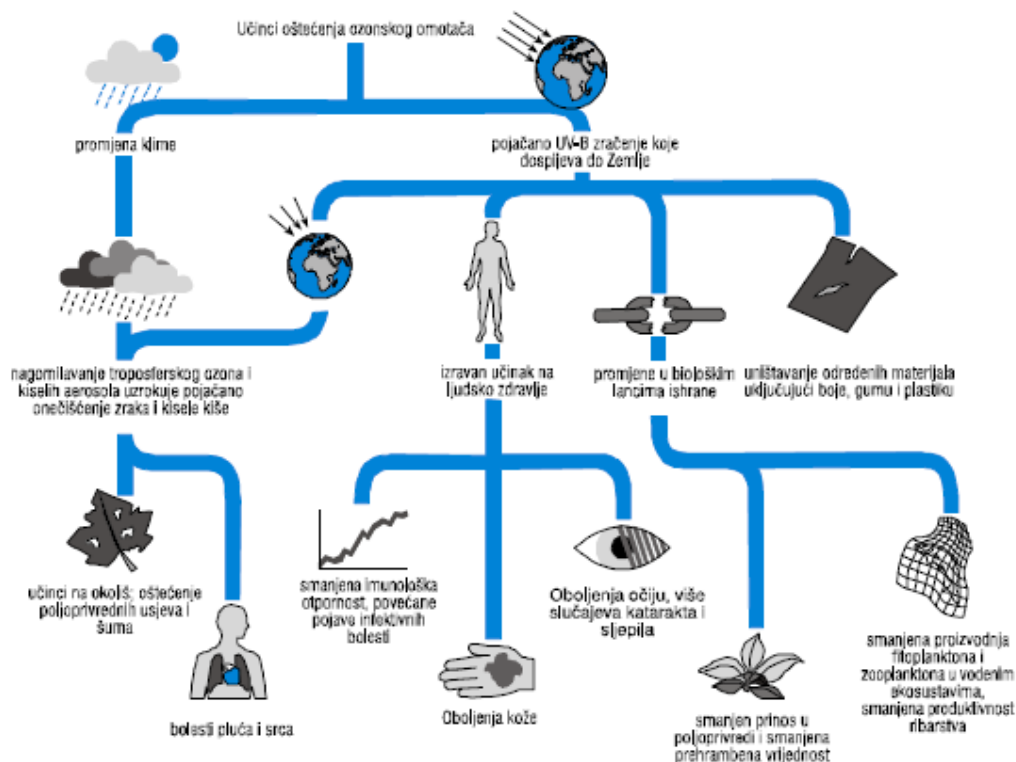 Učinci oštećenja ozonskog omotača
promjena klime
pojačano UV-B zračenje koje
dospijeva do Zemlje
nagomilavanje troposferskog ozona i
kiselih aerosola uzrokuje pojačano
onečišćenje zraka i kisele kiše
izravan učinak na
ljudsko zdravlje
promjene u biološkim
lancima ishrane
uništavanje određenih materijala
uključujući boje, gumu i plastiku
učinci na okoliš; oštećenje
poljoprivrednih usjeva i
šuma
bolesti pluća i srca
smanjena imunološka
otpornost, povećane
pojave infektivnih
bolesti
Oboljenja kože
Oboljenja očiju, više
slučajeva katarakta i
sljepila
smanjen prinos u
poljoprivredi i smanjena
prehrambena vrijednost
smanjena proizvodnja
fitoplanktona i
zooplanktona u vodenim
ekosustavima,
smanjena produktivnost
ribarstva